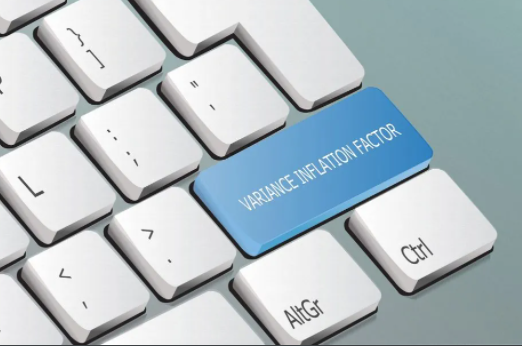 }
]
"
'
:
;
L
VARIANCE INFLATION FACTOR
>
.
<
,
AltGr
Ctrl